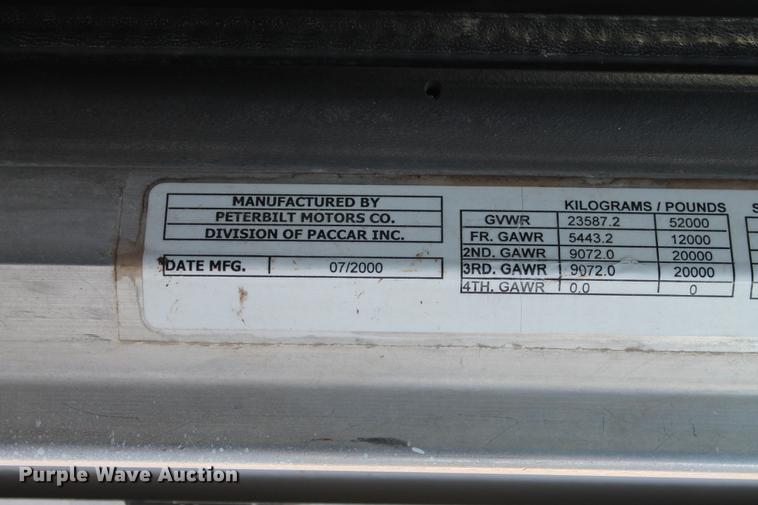 MANUFACTURED BY
PETERBILT MOTORS CO.
DIVISION OF PACCAR INC.
DATE MFG. 07/2000
KILOGRAMS / POUNDS
GVWR 23587.2 52000
FR. GAWR 5443.2 12000
2ND. GAWR 9072.0 20000
3RD. GAWR 9072.0 20000
4TH. GAWR 0.0 0
Purple Wave Auction